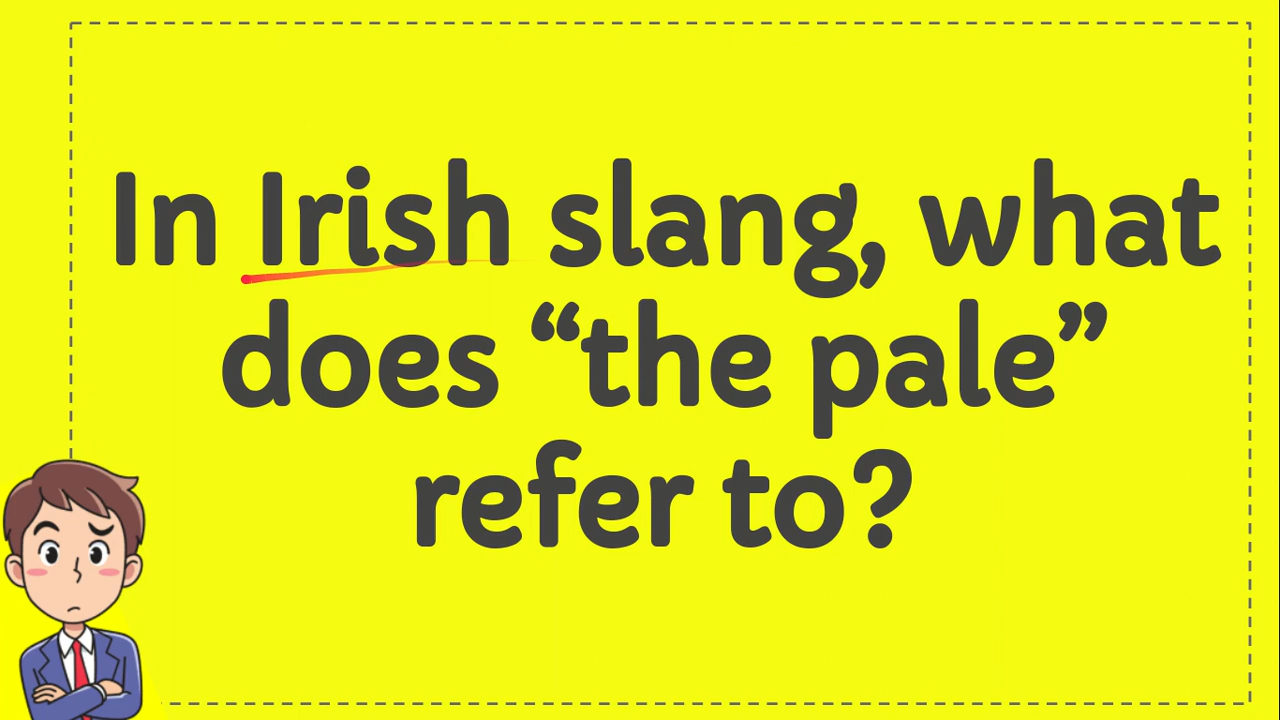 In Irish slang, what
does “the pale”
refer to?